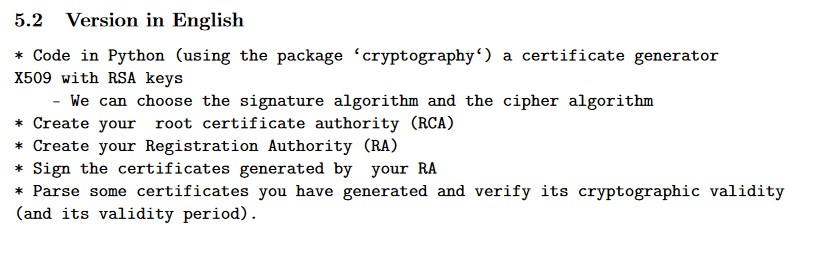 5.2 Version in English
* Code in Python (using the package ‘cryptography‘) a certificate generator
X509 with RSA keys
- We can choose the signature algorithm and the cipher algorithm
* Create your root certificate authority (RCA)
* Create your Registration Authority (RA)
* Sign the certificates generated by your RA
* Parse some certificates you have generated and verify its cryptographic validity
(and its validity period).